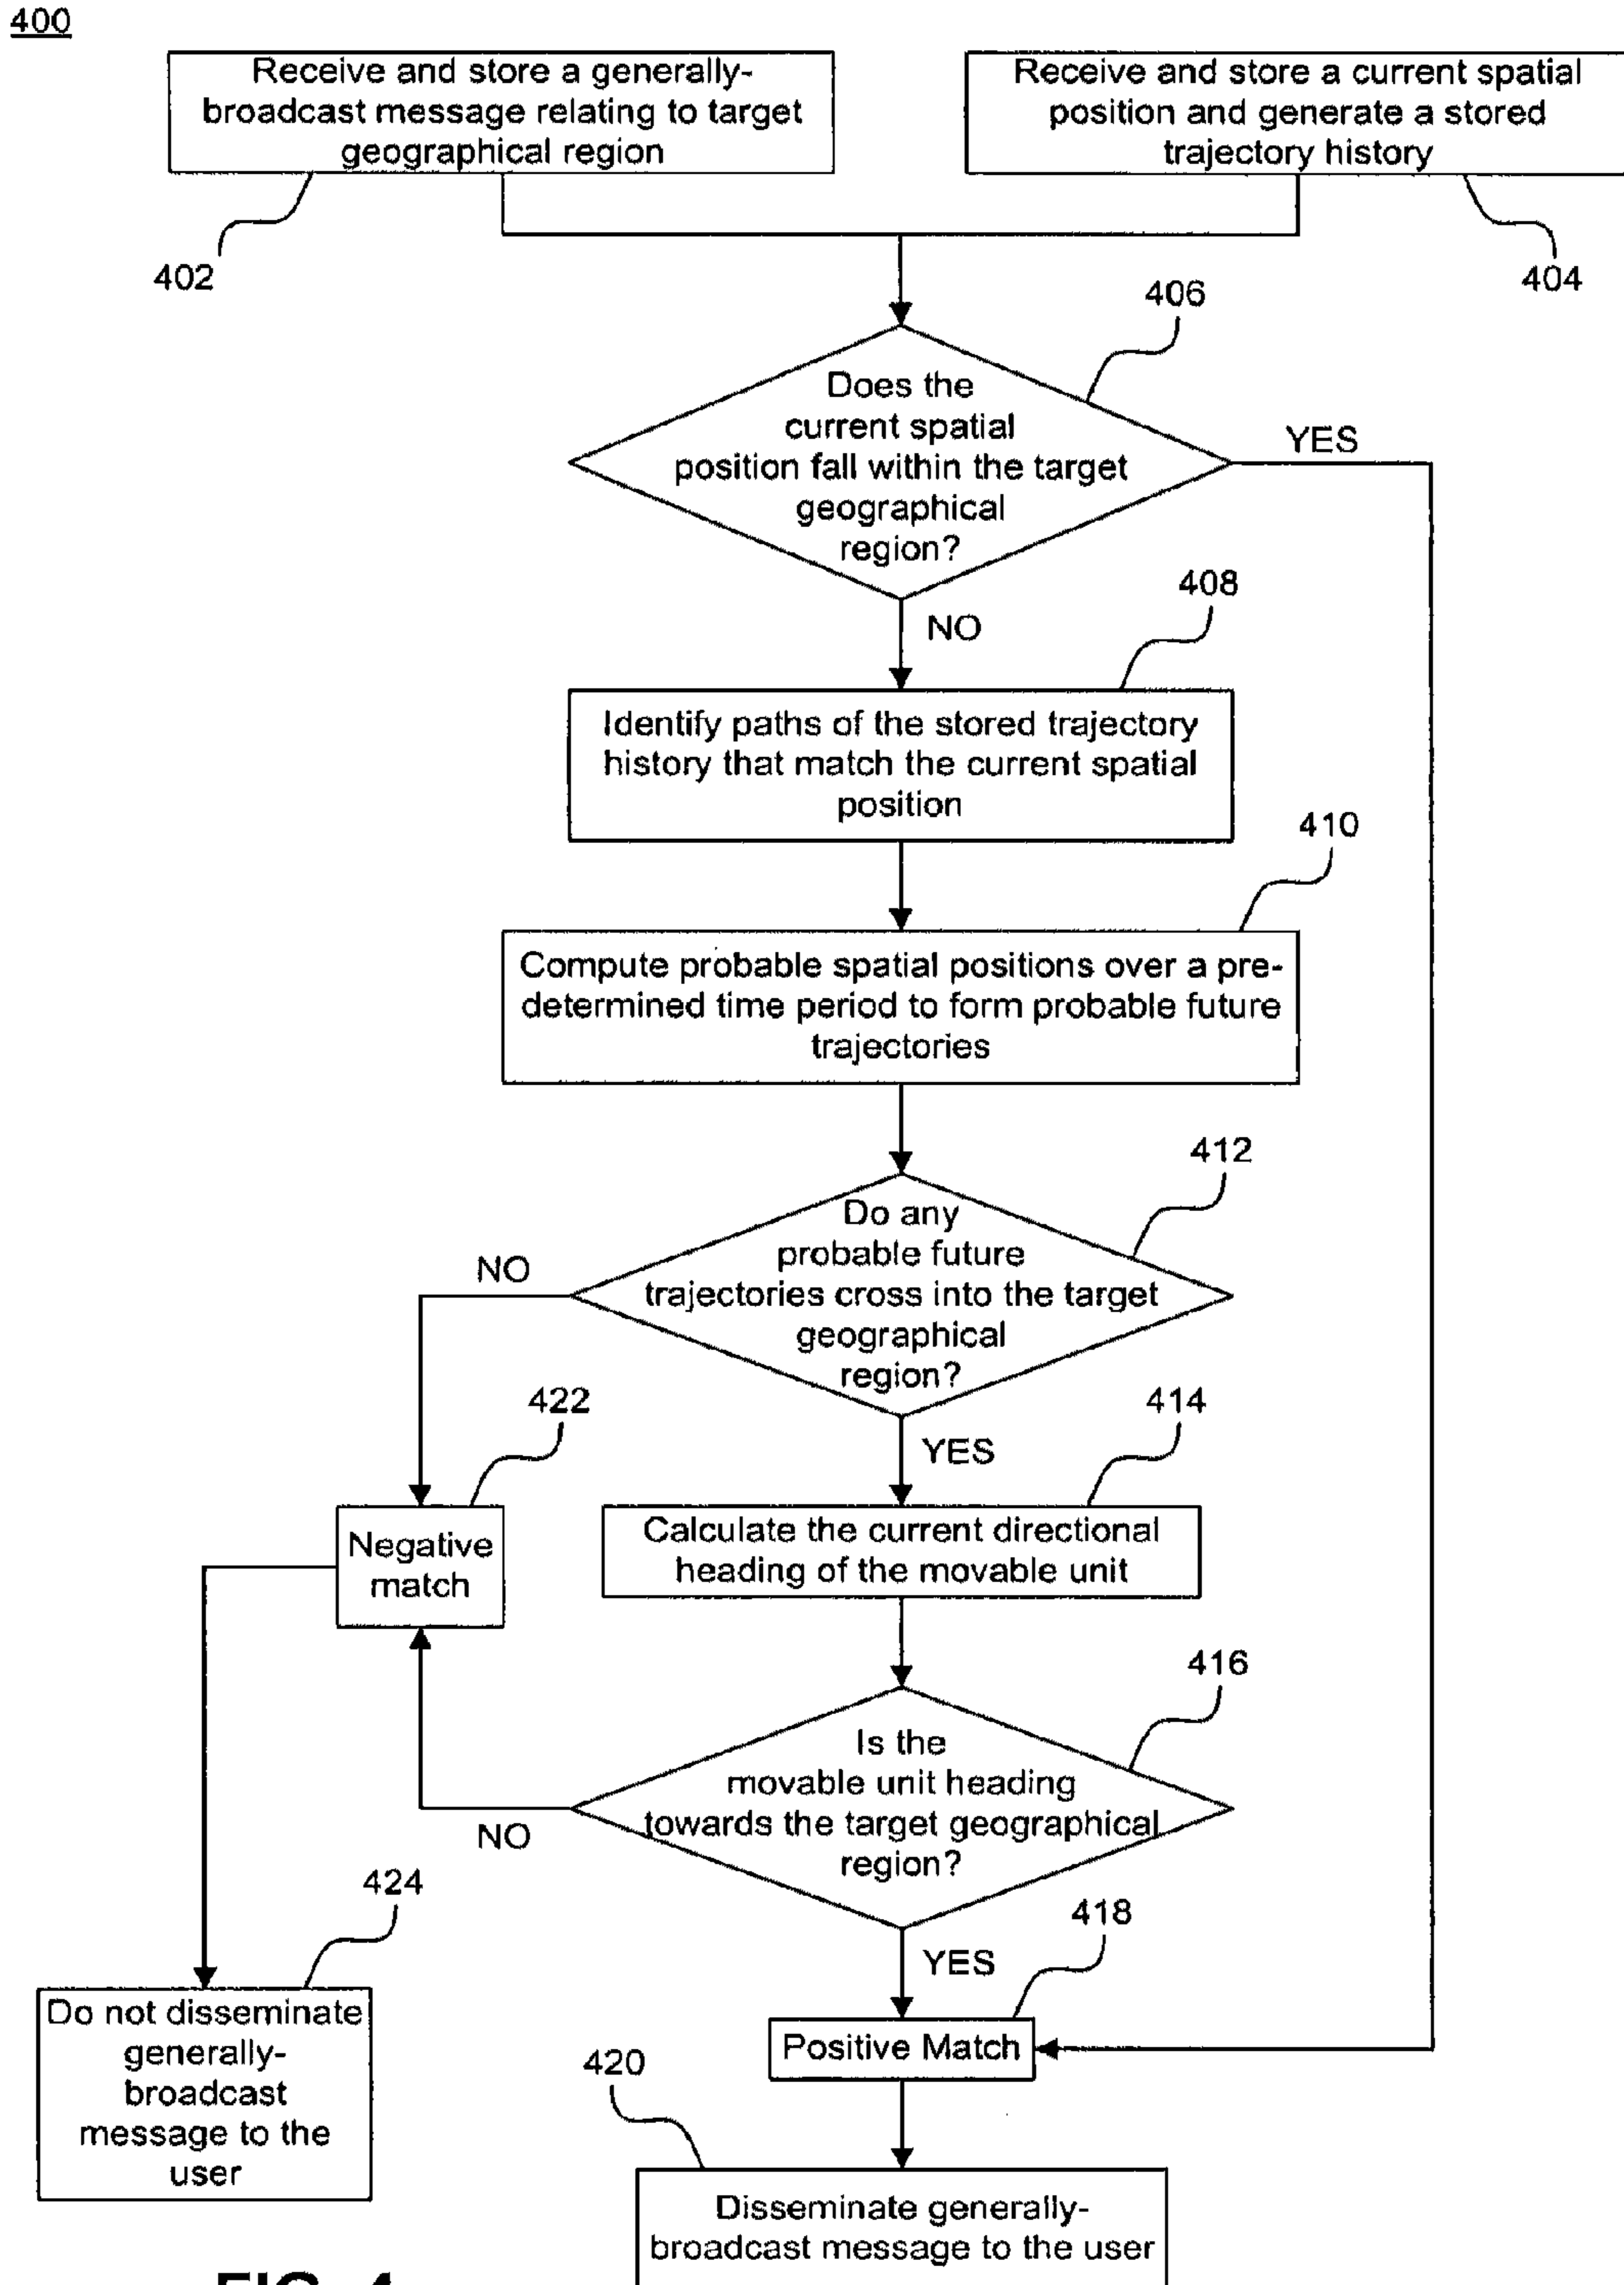 400
Receive and store a generally-
broadcast message relating to target
geographical region
Receive and store a current spatial
position and generate a stored
trajectory history
402
404
406
Does the
current spatial
position fall within the target
geographical
region?
YES
NO
408
Identify paths of the stored trajectory
history that match the current spatial
position
410
Compute probable spatial positions over a pre-
determined time period to form probable future
trajectories
412
Do any
probable future
trajectories cross into the target
geographical
region?
NO
YES
422
414
Negative
match
Calculate the current directional
heading of the movable unit
416
Is the
movable unit heading
towards the target geographical
region?
NO
YES
424
418
Do not disseminate
generally-
broadcast
message to the
user
Positive Match
420
Disseminate generally-
broadcast message to the user